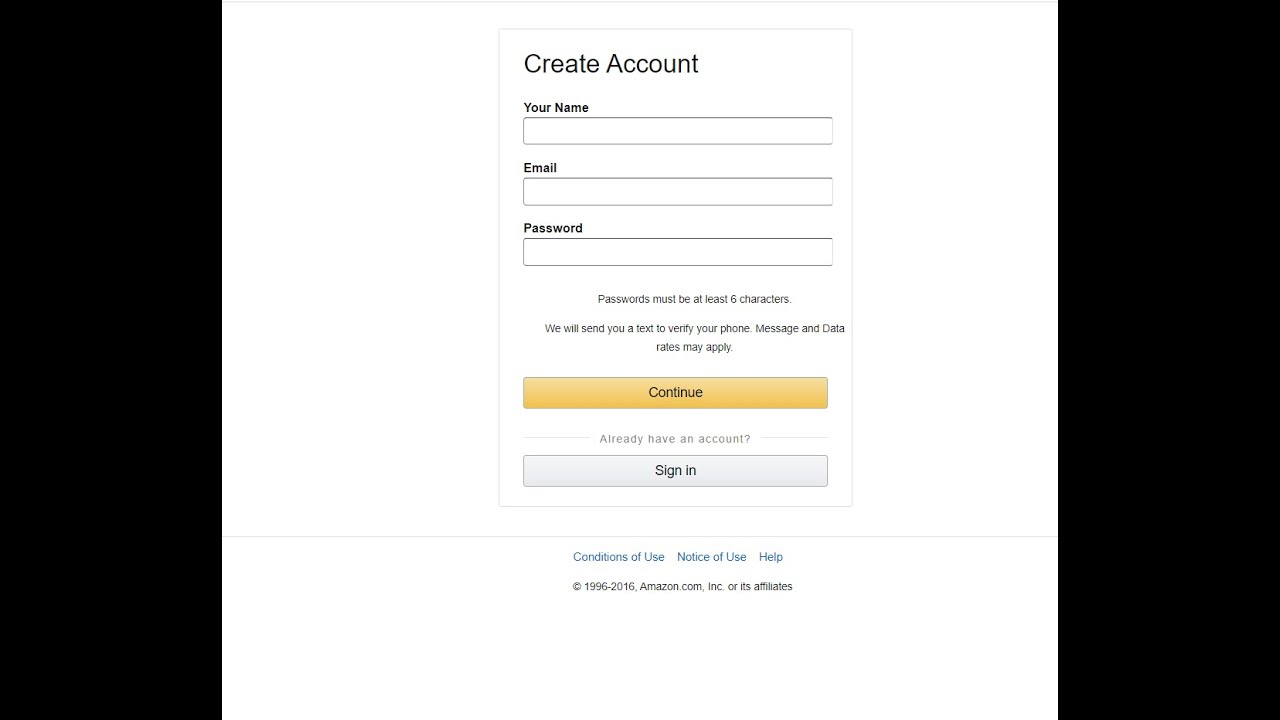 Create Account
Your Name
Email
Password
Passwords must be at least 6 characters.
We will send you a text to verify your phone. Message and Data
rates may apply.
Continue
Already have an account?
Sign in
Conditions of Use Notice of Use Help
© 1996-2016, Amazon.com, Inc. or its affiliates